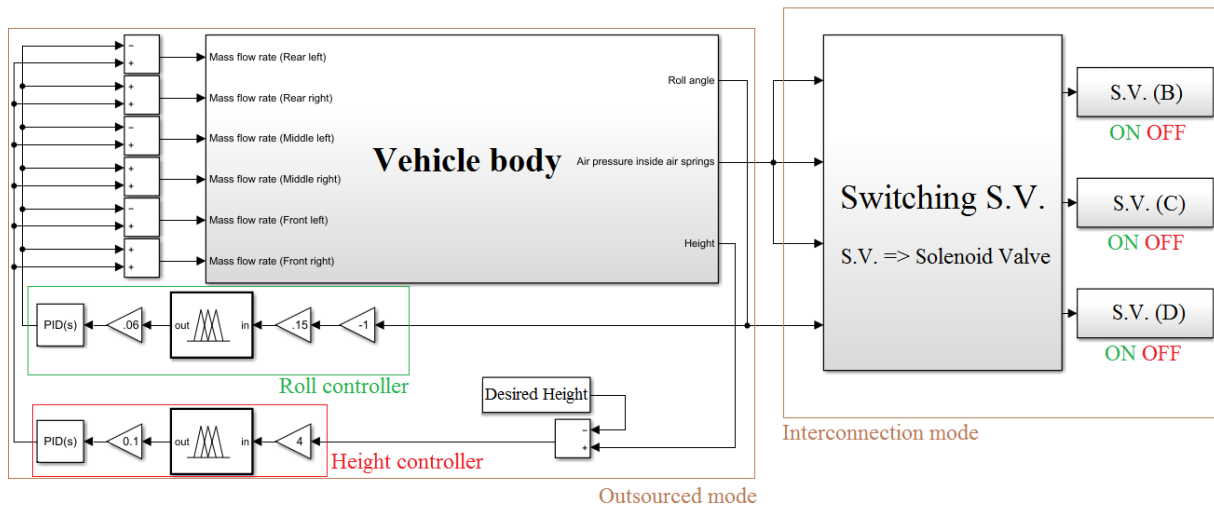 −
+
Mass flow rate (Rear left)
+
+
Mass flow rate (Rear right)
−
+
Mass flow rate (Middle left)
+
+
Mass flow rate (Middle right)
−
+
Mass flow rate (Front left)
+
+
Mass flow rate (Front right)
Vehicle body
Roll angle
Air pressure inside air springs
Height
PID(s)
.06
out
in
.15
-1
Roll controller
Desired Height
−
+
PID(s)
0.1
out
in
4
Height controller
Outsourced mode
Switching S.V.
S.V. => Solenoid Valve
S.V. (B)
ON OFF
S.V. (C)
ON OFF
S.V. (D)
ON OFF
Interconnection mode